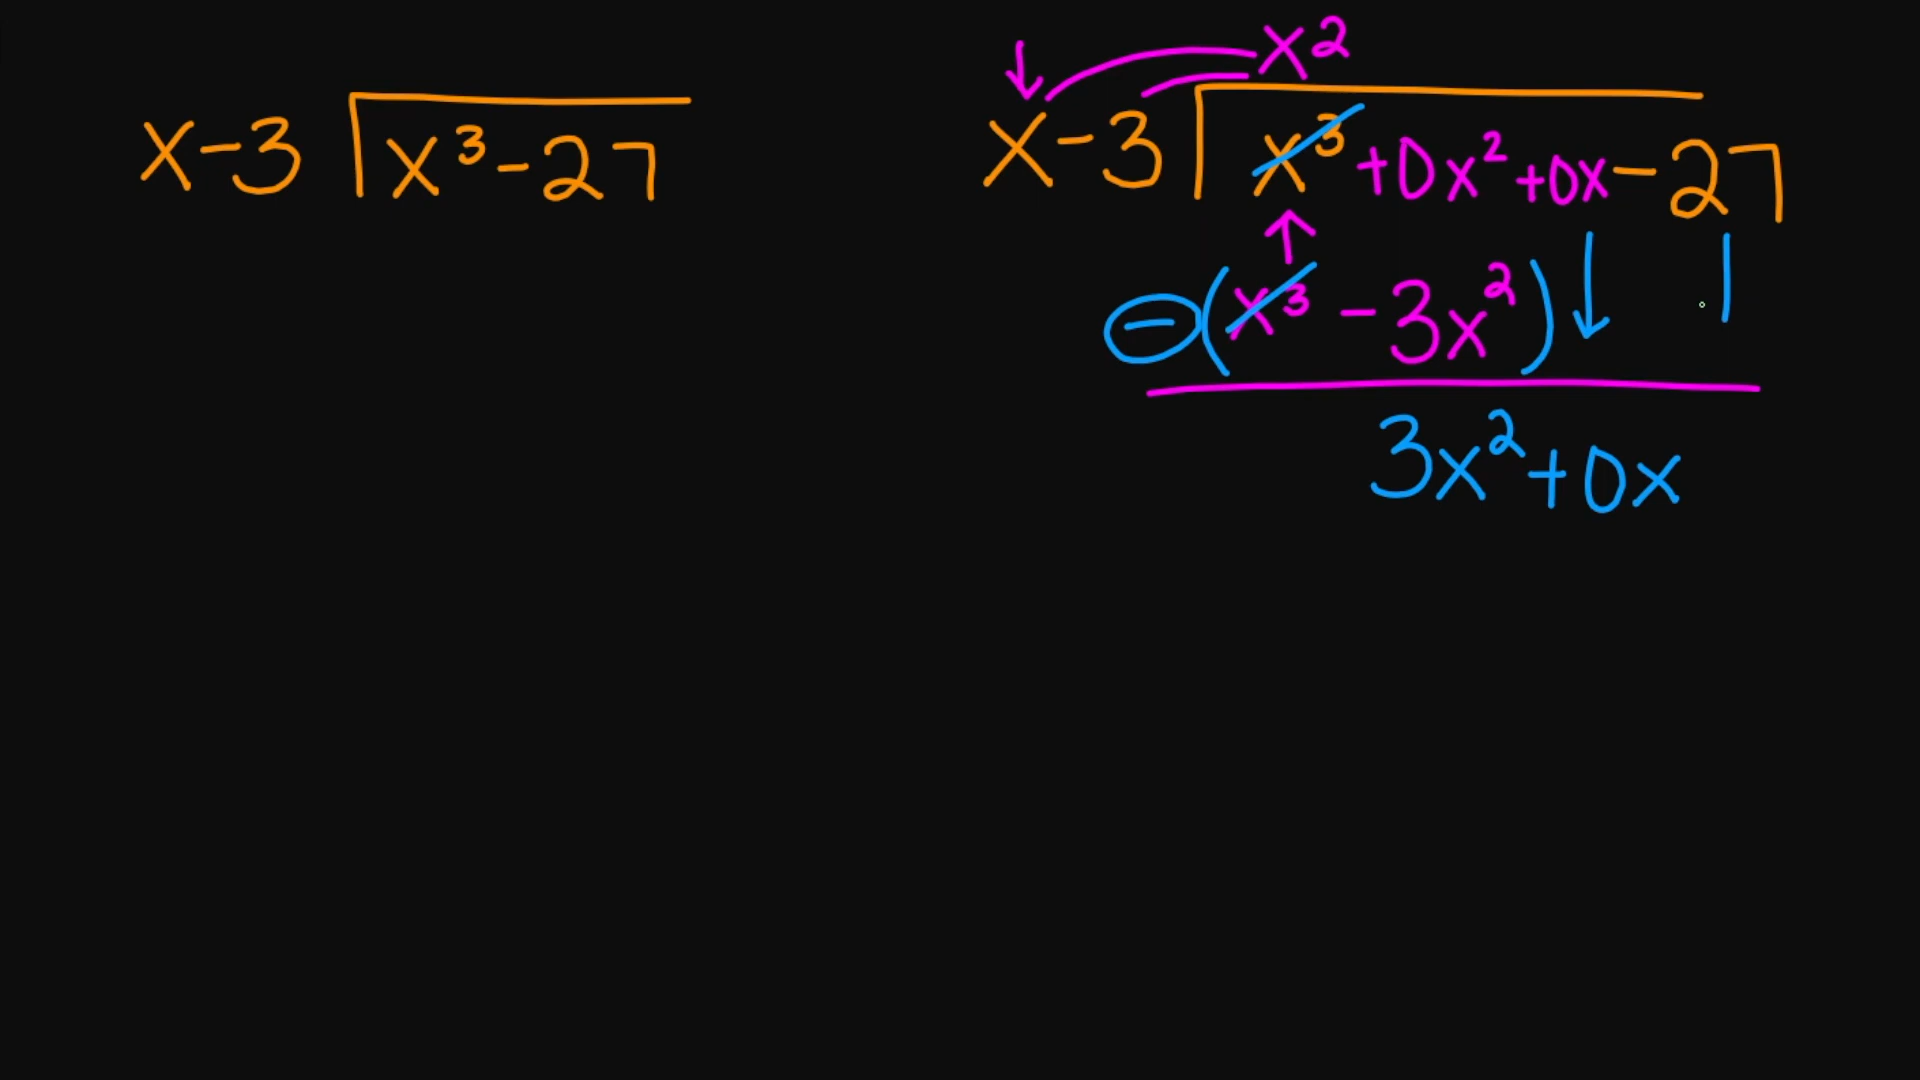 x²
x-3 x³-27
x-3 x³+0x²+0x-27
-(x³-3x²)
3x²+0x